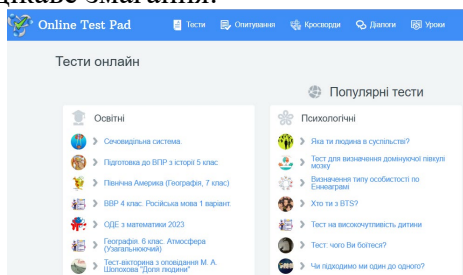 цікаве змагання.
Online Test Pad
Тести
Опитування
Кросворди
Діалоги
Уроки
Тести онлайн
Популярні тести
Освітні
Сечовидільна система.
Підготовка до ВПР з історії 5 клас
Північна Америка (Географія, 7 клас)
ВВР 4 клас. Російська мова 1 варіант
ОДЕ з математики 2023
Географія. 6 клас. Атмосфера
(Узагальнюючий)
Тест-вікторина з оповідання М. А.
Шолохова "Доля людини"
Психологічні
Яка ти людина в суспільстві?
Тест для визначення домінуючої півкулі
мозку
Визначення типу особистості по
Еннеаграмі
Хто ти з BTS?
Тест на високочутливість дитини
Тест: чого Ви боїтеся?
Чи підходимо ми один до одного?